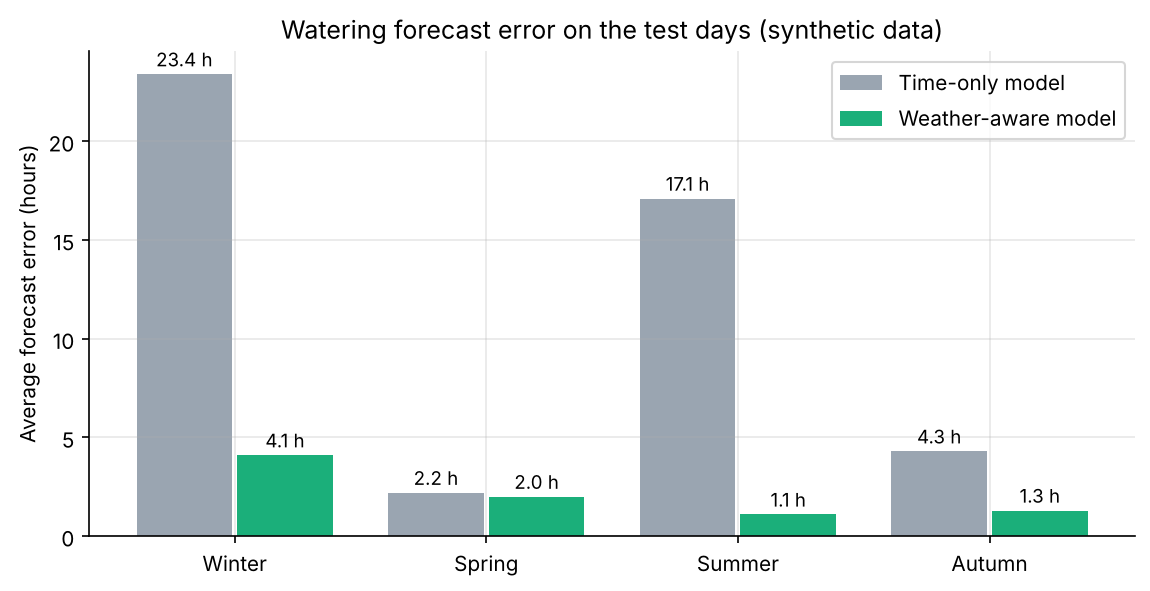 Watering forecast error on the test days (synthetic data)
Time-only model
Weather-aware model
Average forecast error (hours)
20
15
10
5
0
23.4 h
4.1 h
2.2 h
2.0 h
17.1 h
1.1 h
4.3 h
1.3 h
Winter
Spring
Summer
Autumn